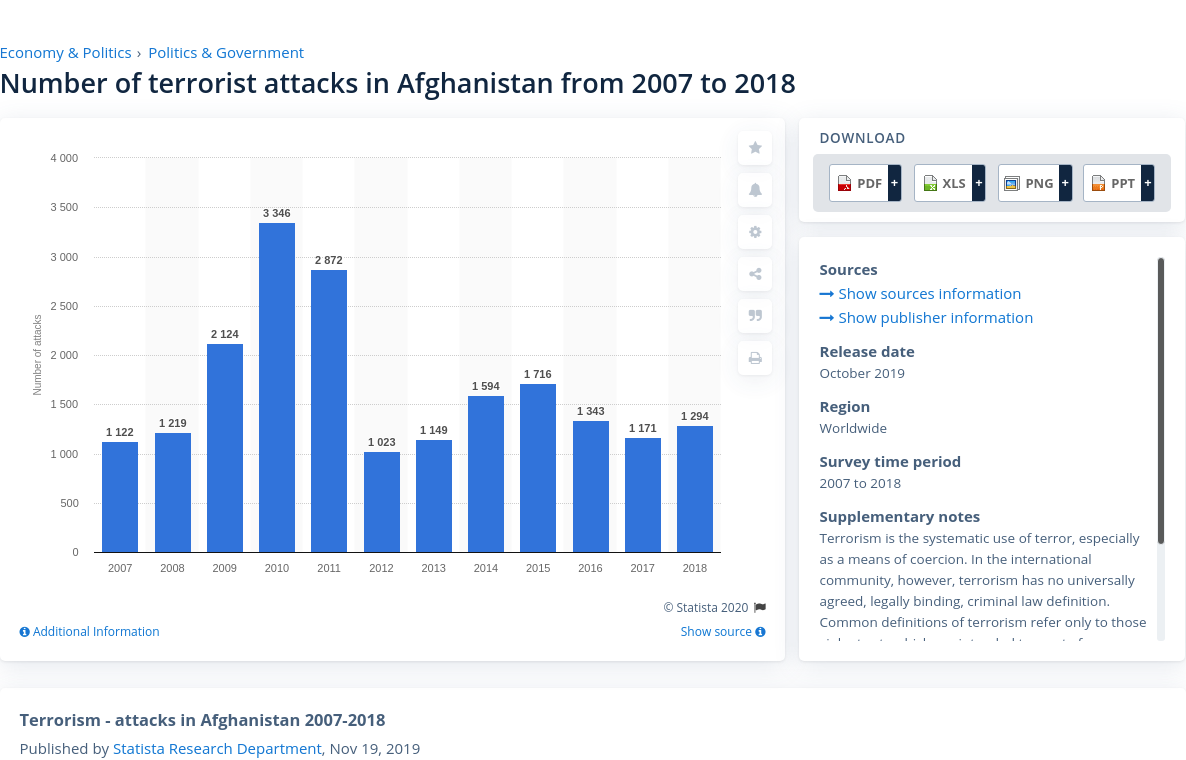 Economy & Politics › Politics & Government
Number of terrorist attacks in Afghanistan from 2007 to 2018
4 000
3 500
3 000
2 500
2 000
1 500
1 000
500
0
Number of attacks
1 122
1 219
2 124
3 346
2 872
1 023
1 149
1 594
1 716
1 343
1 171
1 294
2007 2008 2009 2010 2011 2012 2013 2014 2015 2016 2017 2018
© Statista 2020
Additional Information
Show source
DOWNLOAD
PDF + XLS + PNG + PPT +
Sources
Show sources information
Show publisher information
Release date
October 2019
Region
Worldwide
Survey time period
2007 to 2018
Supplementary notes
Terrorism is the systematic use of terror, especially
as a means of coercion. In the international
community, however, terrorism has no universally
agreed, legally binding, criminal law definition.
Common definitions of terrorism refer only to those
Terrorism - attacks in Afghanistan 2007-2018
Published by Statista Research Department, Nov 19, 2019